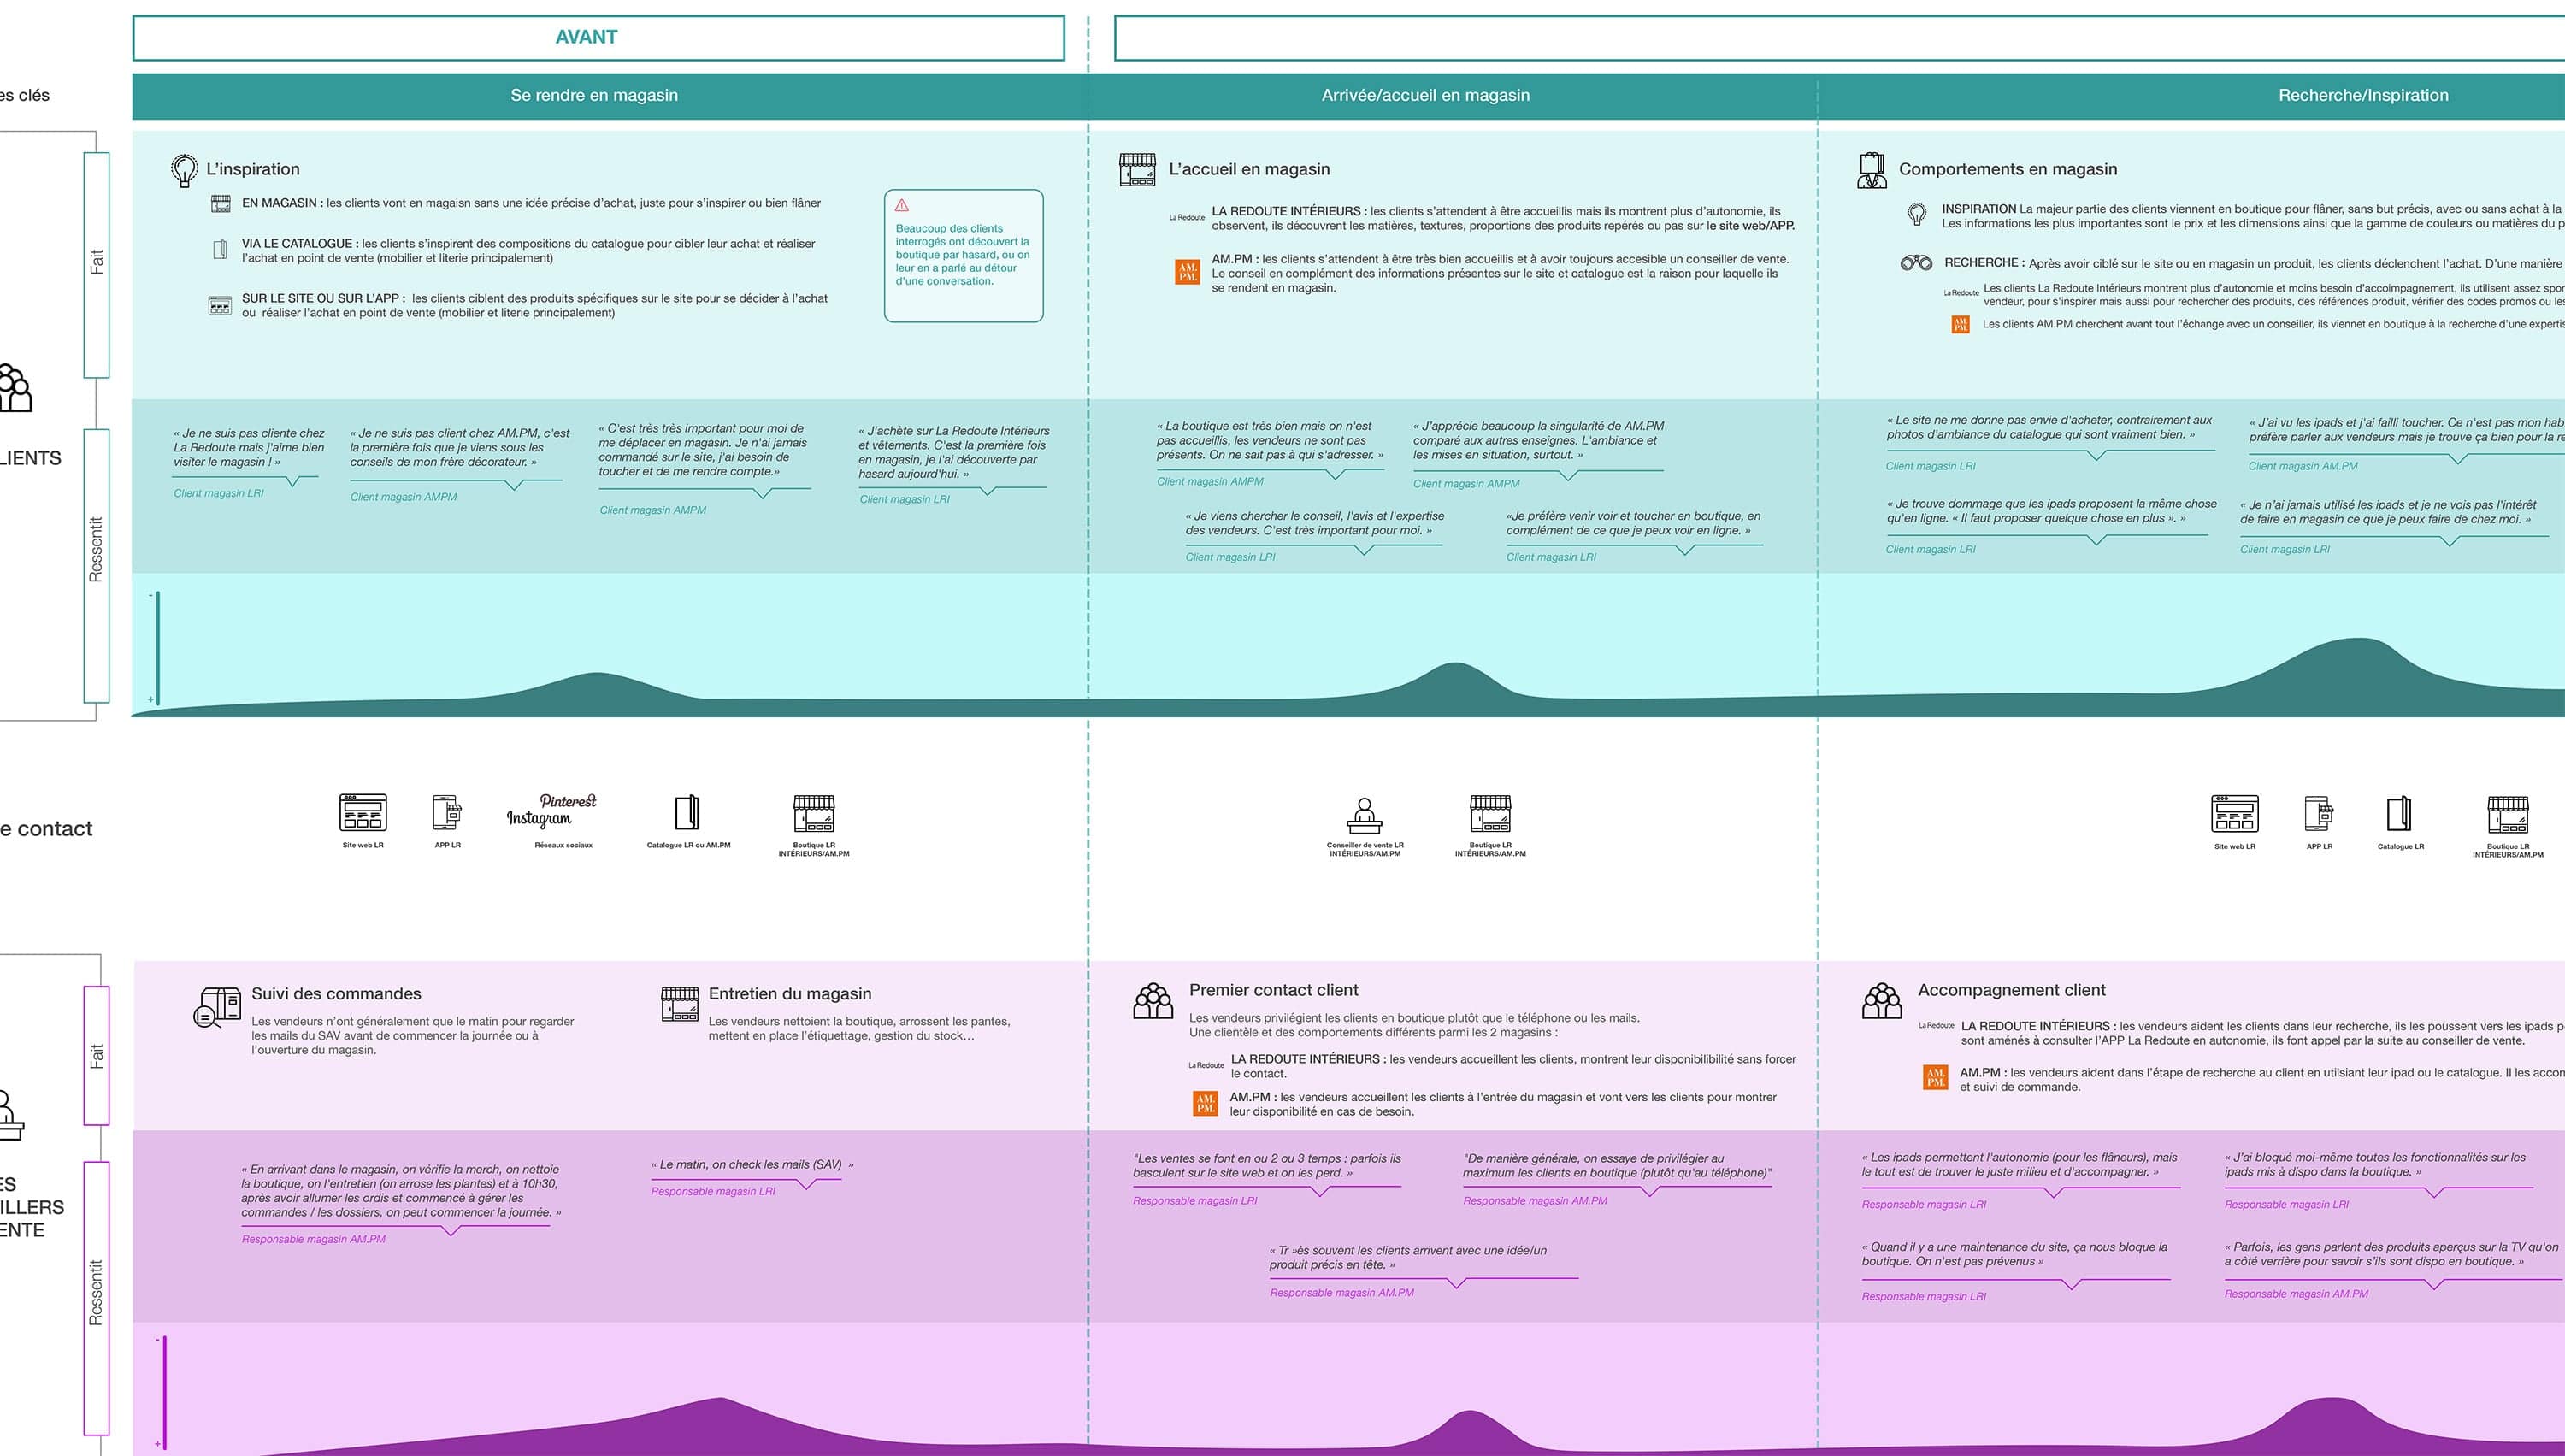 AVANT
es clés
Se rendre en magasin
Arrivée/accueil en magasin
Recherche/Inspiration
Fait
L'inspiration
EN MAGASIN : les clients vont en magaisn sans une idée précise d'achat, juste pour s'inspirer ou bien flâner
VIA LE CATALOGUE : les clients s'inspirent des compositions du catalogue pour cibler leur achat et réaliser
l'achat en point de vente (mobilier et literie principalement)
SUR LE SITE OU SUR L'APP : les clients ciblent des produits spécifiques sur le site pour se décider à l'achat
ou réaliser l'achat en point de vente (mobilier et literie principalement)
Beaucoup des clients
interrogés ont découvert la
boutique par hasard, ou on
leur en a parlé au détour
d'une conversation.
L'accueil en magasin
La Redoute
LA REDOUTE INTÉRIEURS : les clients s'attendent à être accueillis mais ils montrent plus d'autonomie, ils
observent, ils découvrent les matières, textures, proportions des produits repérés ou pas sur le site web/APP.
AM.
PM.
AM.PM : les clients s'attendent à être très bien accueillis et à avoir toujours accesible un conseiller de vente.
Le conseil en complément des informations présentes sur le site et catalogue est la raison pour laquelle ils
se rendent en magasin.
Comportements en magasin
INSPIRATION La majeur partie des clients viennent en boutique pour flâner, sans but précis, avec ou sans achat à la
Les informations les plus importantes sont le prix et les dimensions ainsi que la gamme de couleurs ou matières du p
RECHERCHE : Après avoir ciblé sur le site ou en magasin un produit, les clients déclenchent l'achat. D'une manière
La Redoute
Les clients La Redoute Intérieurs montrent plus d'autonomie et moins besoin d'accoimpagnement, ils utilisent assez spor
vendeur, pour s'inspirer mais aussi pour rechercher des produits, des références produit, vérifier des codes promos ou les
AM.
PM.
Les clients AM.PM cherchent avant tout l'échange avec un conseiller, ils viennet en boutique à la recherche d'une expertis
LIENTS
Ressentit
« Je ne suis pas cliente chez
La Redoute mais j'aime bien
visiter le magasin ! »
Client magasin LRI
« Je ne suis pas client chez AM.PM, c'est
la première fois que je viens sous les
conseils de mon frère décorateur. »
Client magasin AMPM
« C'est très très important pour moi de
me déplacer en magasin. Je n'ai jamais
commandé sur le site, j'ai besoin de
toucher et de me rendre compte.»
Client magasin AMPM
« J'achète sur La Redoute Intérieurs
et vêtements. C'est la première fois
en magasin, je l'ai découverte par
hasard aujourd'hui. »
Client magasin LRI
« La boutique est très bien mais on n'est
pas accueillis, les vendeurs ne sont pas
présents. On ne sait pas à qui s'adresser. »
Client magasin AMPM
« J'apprécie beaucoup la singularité de AM.PM
comparé aux autres enseignes. L'ambiance et
les mises en situation, surtout. »
Client magasin AMPM
« Je viens chercher le conseil, l'avis et l'expertise
des vendeurs. C'est très important pour moi. »
Client magasin LRI
«Je préfère venir voir et toucher en boutique, en
complément de ce que je peux voir en ligne. »
Client magasin LRI
« Le site ne me donne pas envie d'acheter, contrairement aux
photos d'ambiance du catalogue qui sont vraiment bien. »
Client magasin LRI
« J'ai vu les ipads et j'ai failli toucher. Ce n'est pas mon hab
préfère parler aux vendeurs mais je trouve ça bien pour la re
Client magasin AM.PM
« Je trouve dommage que les ipads proposent la même chose
qu'en ligne. « Il faut proposer quelque chose en plus ». »
Client magasin LRI
« Je n'ai jamais utilisé les ipads et je ne vois pas l'intérêt
de faire en magasin ce que je peux faire de chez moi. »
Client magasin LRI
-
+
e contact
Site web LR
APP LR
Pinterest
Instagram
Réseaux sociaux
Catalogue LR ou AM.PM
Boutique LR
INTÉRIEURS/AM.PM
Conseiller de vente LR
INTÉRIEURS/AM.PM
Boutique LR
INTÉRIEURS/AM.PM
Site web LR
APP LR
Catalogue LR
Boutique LR
INTÉRIEURS/AM.PM
Fait
Suivi des commandes
Les vendeurs n'ont généralement que le matin pour regarder
les mails du SAV avant de commencer la journée ou à
l'ouverture du magasin.
Entretien du magasin
Les vendeurs nettoient la boutique, arrossent les pantes,
mettent en place l'étiquettage, gestion du stock…
Premier contact client
Les vendeurs privilégient les clients en boutique plutôt que le téléphone ou les mails.
Une clientèle et des comportements différents parmi les 2 magasins :
La Redoute
LA REDOUTE INTÉRIEURS : les vendeurs accueillent les clients, montrent leur disponibilibité sans forcer
le contact.
AM.
PM.
AM.PM : les vendeurs accueillent les clients à l'entrée du magasin et vont vers les clients pour montrer
leur disponibilité en cas de besoin.
Accompagnement client
La Redoute
LA REDOUTE INTÉRIEURS : les vendeurs aident les clients dans leur recherche, ils les poussent vers les ipads p
sont aménés à consulter l'APP La Redoute en autonomie, ils font appel par la suite au conseiller de vente.
AM.
PM.
AM.PM : les vendeurs aident dans l'étape de recherche au client en utilsiant leur ipad ou le catalogue. Il les accon
et suivi de commande.
ES
ILLERS
ENTE
Ressentit
« En arrivant dans le magasin, on vérifie la merch, on nettoie
la boutique, on l'entretien (on arrose les plantes) et à 10h30,
après avoir allumer les ordis et commencé à gérer les
commandes / les dossiers, on peut commencer la journée. »
Responsable magasin AM.PM
« Le matin, on check les mails (SAV) »
Responsable magasin LRI
"Les ventes se font en ou 2 ou 3 temps : parfois ils
basculent sur le site web et on les perd. »
Responsable magasin LRI
"De manière générale, on essaye de privilégier au
maximum les clients en boutique (plutôt qu'au téléphone)"
Responsable magasin AM.PM
« Tr »ès souvent les clients arrivent avec une idée/un
produit précis en tête. »
Responsable magasin AM.PM
« Les ipads permettent l'autonomie (pour les flâneurs), mais
le tout est de trouver le juste milieu et d'accompagner. »
Responsable magasin LRI
« J'ai bloqué moi-même toutes les fonctionnalités sur les
ipads mis à dispo dans la boutique. »
Responsable magasin LRI
« Quand il y a une maintenance du site, ça nous bloque la
boutique. On n'est pas prévenus »
Responsable magasin LRI
« Parfois, les gens parlent des produits aperçus sur la TV qu'on
a côté verrière pour savoir s'ils sont dispo en boutique. »
Responsable magasin AM.PM
-
+